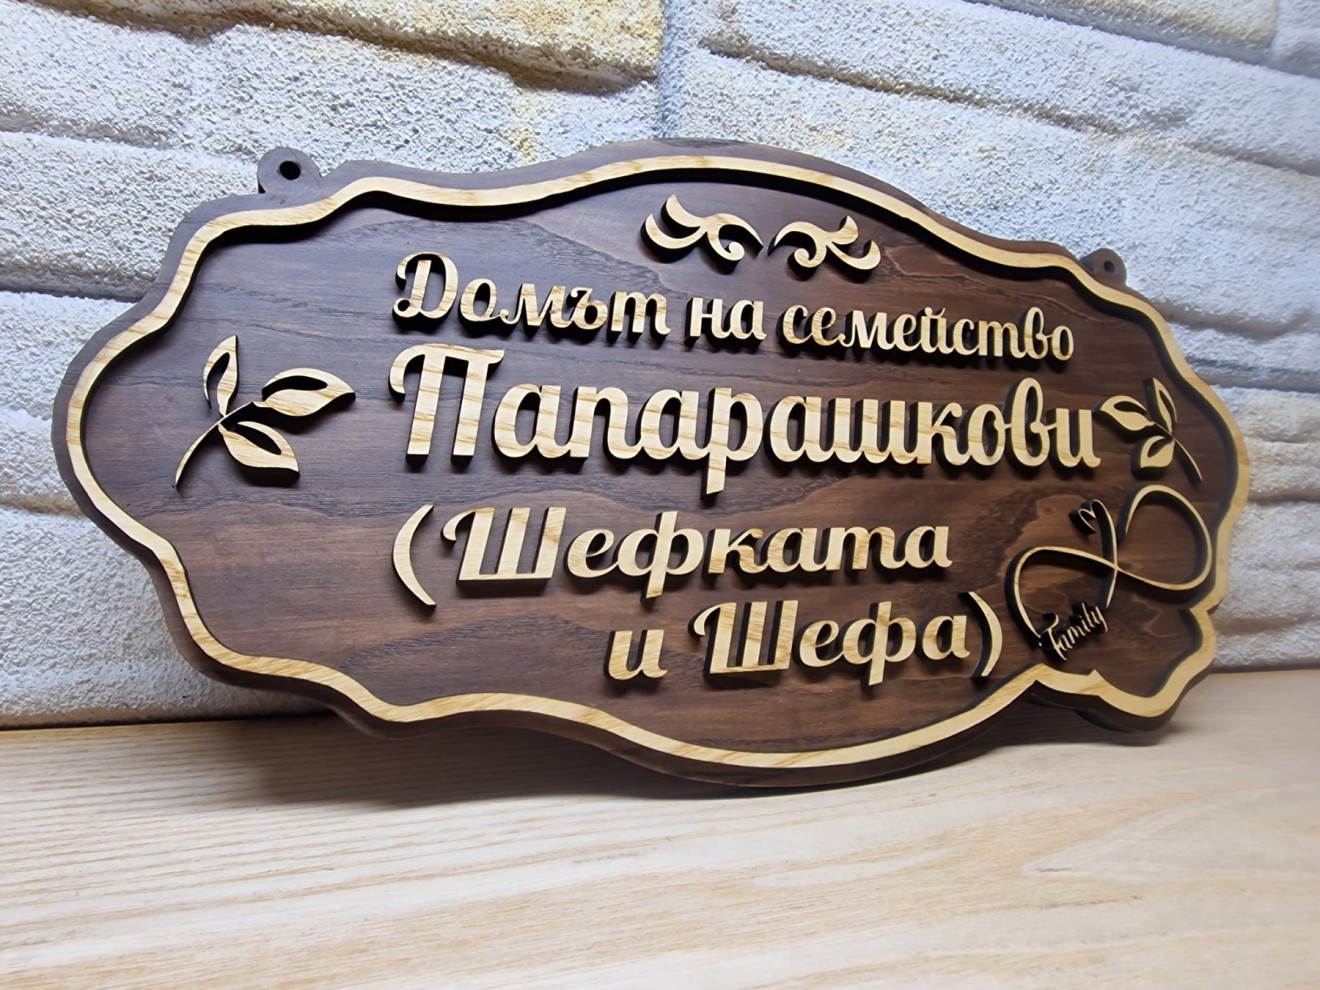 Домът на семейство
Папарашкови
(Шефката
и Шефа)
Family